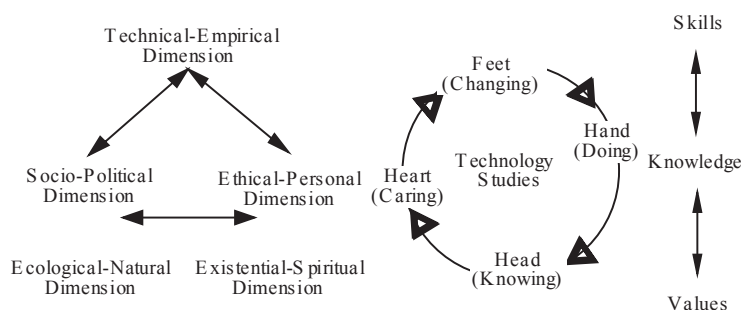 Technical-Empirical
Dimension
Socio-Political
Dimension
Ethical-Personal
Dimension
Ecological-Natural
Dimension
Existential-Spiritual
Dimension
Feet
(Changing)
Hand
(Doing)
Technology
Studies
Heart
(Caring)
Head
(Knowing)
Skills
Knowledge
Values